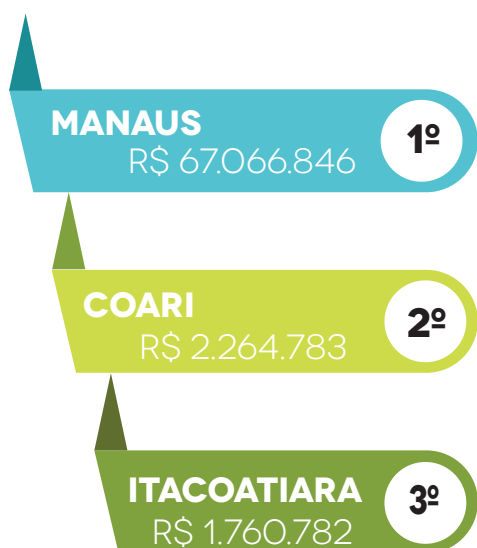 MANAUS
R$ 67.066.846
1º
COARI
R$ 2.264.783
2º
ITACOATIARA
R$ 1.760.782
3º